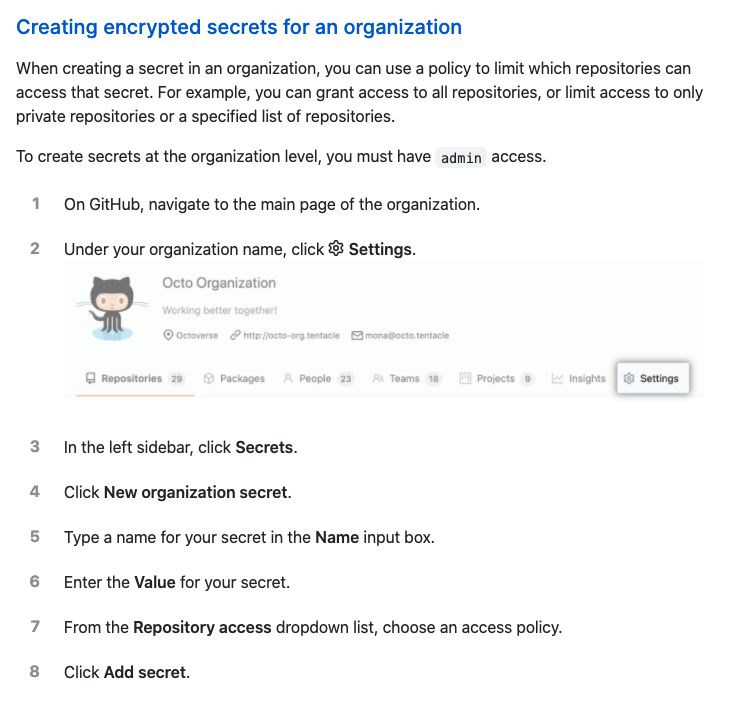 Creating encrypted secrets for an organization
When creating a secret in an organization, you can use a policy to limit which repositories can
access that secret. For example, you can grant access to all repositories, or limit access to only
private repositories or a specified list of repositories.
To create secrets at the organization level, you must have admin access.
1 On GitHub, navigate to the main page of the organization.
2 Under your organization name, click Settings.
Octo Organization
Working better together!
Octoverse http://octo-org.tentacle mona@octo.tentacle
Repositories 29 Packages People 23 Teams 18 Projects 9 Insights Settings
3 In the left sidebar, click Secrets.
4 Click New organization secret.
5 Type a name for your secret in the Name input box.
6 Enter the Value for your secret.
7 From the Repository access dropdown list, choose an access policy.
8 Click Add secret.